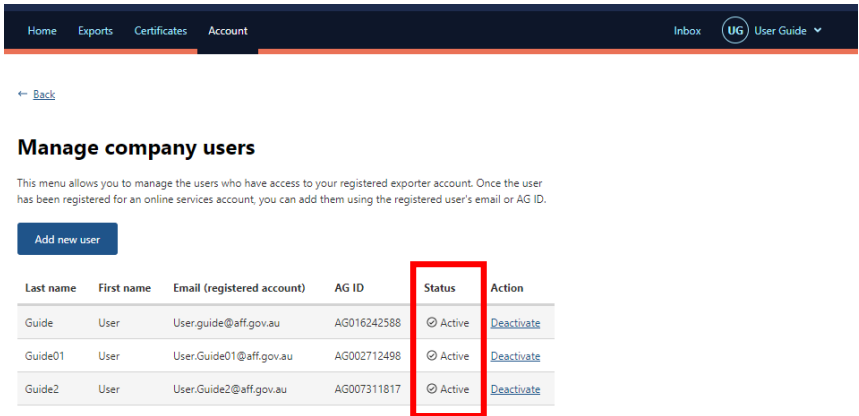 Home Exports Certificates Account Inbox UG User Guide
← Back
Manage company users
This menu allows you to manage the users who have access to your registered exporter account. Once the user
has been registered for an online services account, you can add them using the registered user's email or AG ID.
Add new user
Last name First name Email (registered account) AG ID Status Action
Guide User User.guide@aff.gov.au AG016242588 Active Deactivate
Guide01 User User.Guide01@aff.gov.au AG002712498 Active Deactivate
Guide2 User User.Guide2@aff.gov.au AG007311817 Active Deactivate